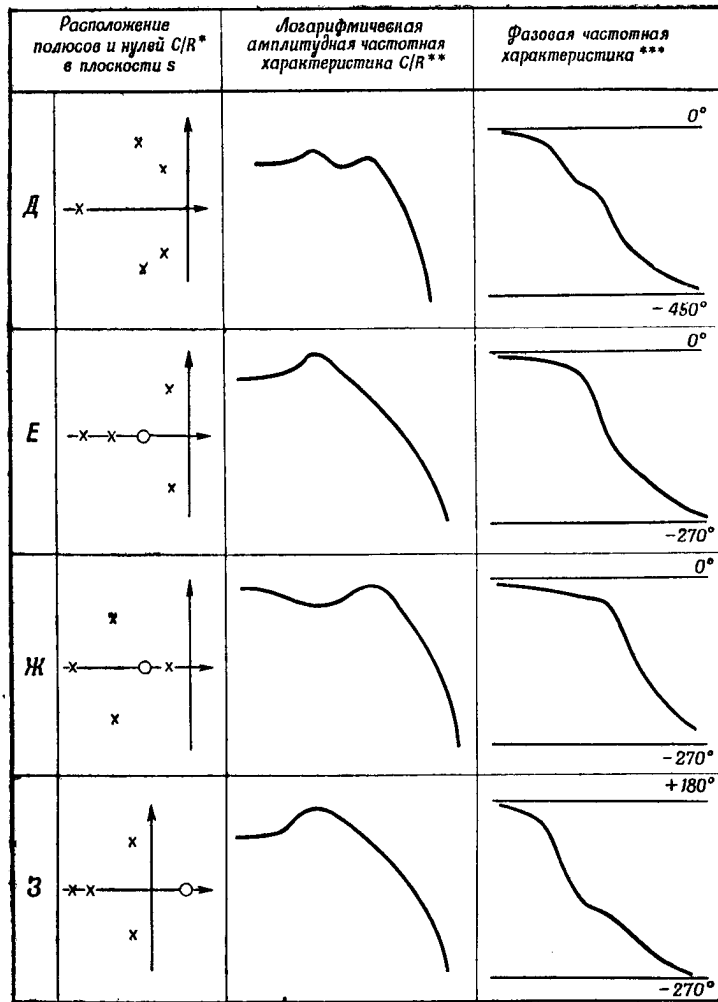 Расположение
полюсов и нулей C/R*
в плоскости s
Логарифмическая
амплитудная частотная
характеристика C/R**
Фазовая частотная
характеристика ***
Д
0°
-450°
Е
0°
-270°
Ж
0°
-270°
З
+180°
-270°